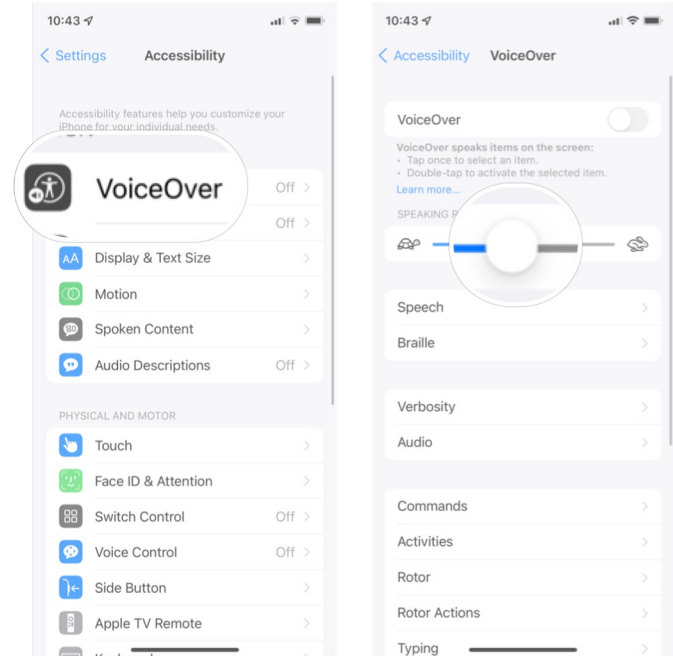 10:43
Settings
Accessibility
Accessibility features help you customize your
iPhone for your individual needs.
VoiceOver
Off
Off
Display & Text Size
Motion
Spoken Content
Audio Descriptions
Off
PHYSICAL AND MOTOR
Touch
Face ID & Attention
Switch Control
Off
Voice Control
Off
Side Button
Apple TV Remote
10:43
Accessibility
VoiceOver
VoiceOver
VoiceOver speaks items on the screen:
• Tap once to select an item.
• Double-tap to activate the selected item.
Learn more...
SPEAKING
Speech
Braille
Verbosity
Audio
Commands
Activities
Rotor
Rotor Actions
Typing